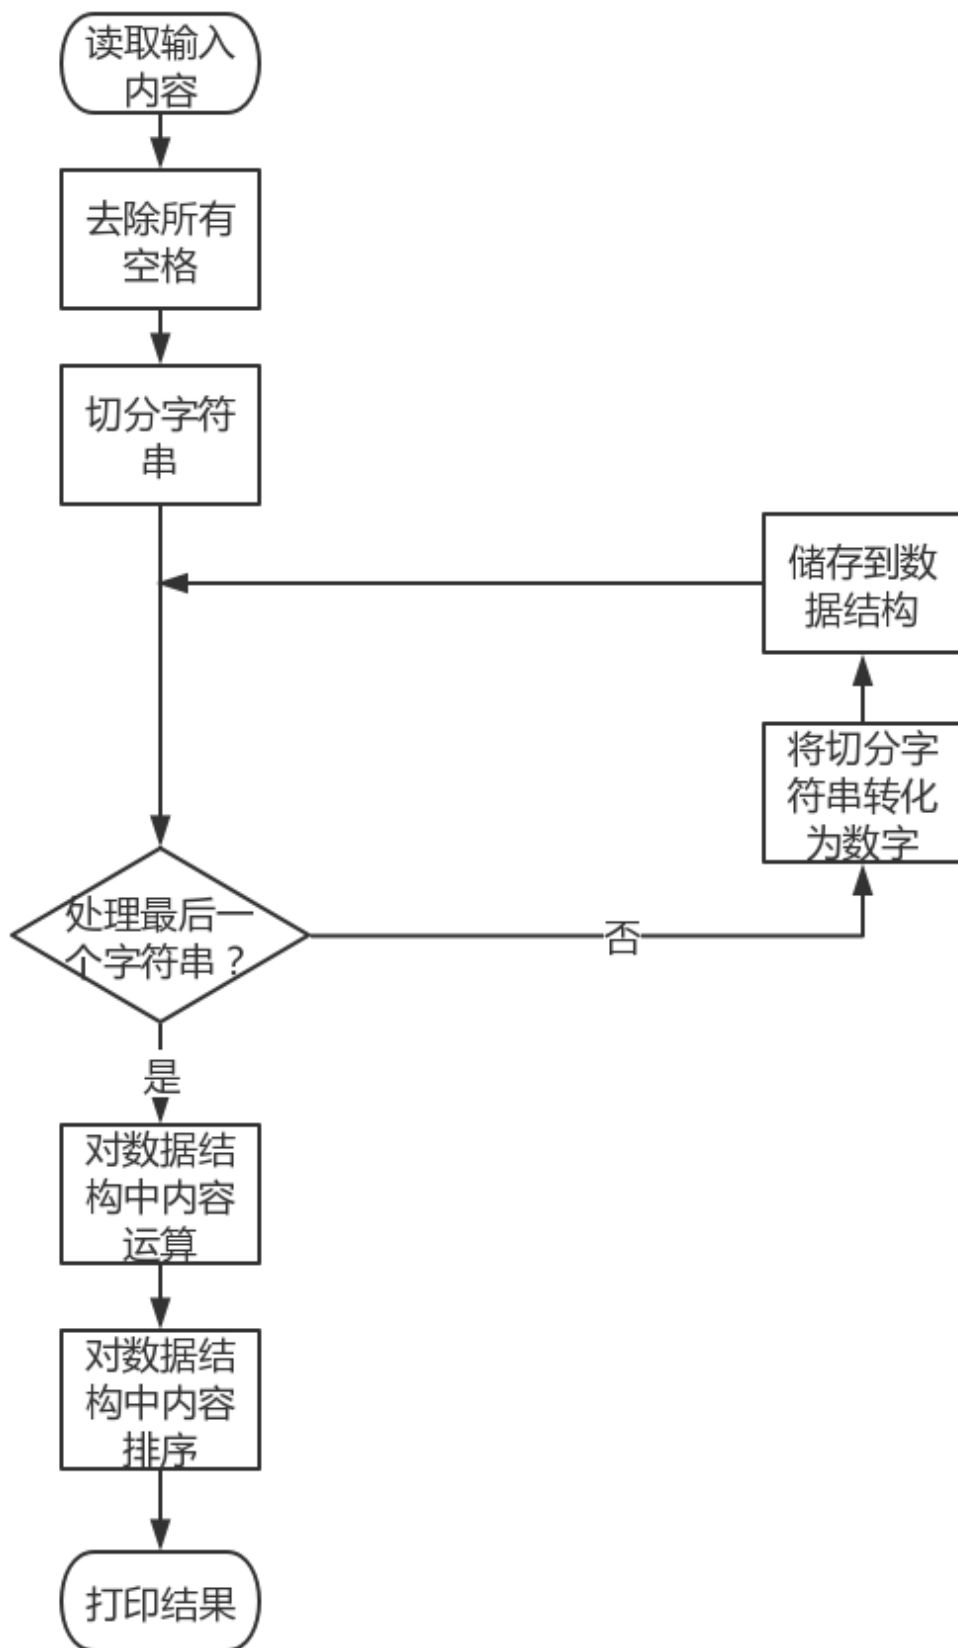 读取输入
内容
去除所有
空格
切分字符
串
储存到数
据结构
将切分字
符串转化
为数字
处理最后一
个字符串？
否
是
对数据结
构中内容
运算
对数据结
构中内容
排序
打印结果